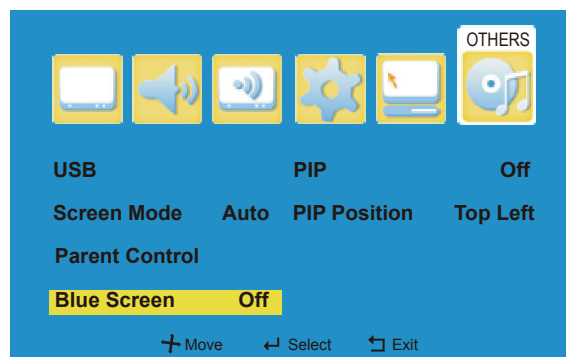 OTHERS
USB PIP Off
Screen Mode Auto PIP Position Top Left
Parent Control
Blue Screen Off
Move Select Exit